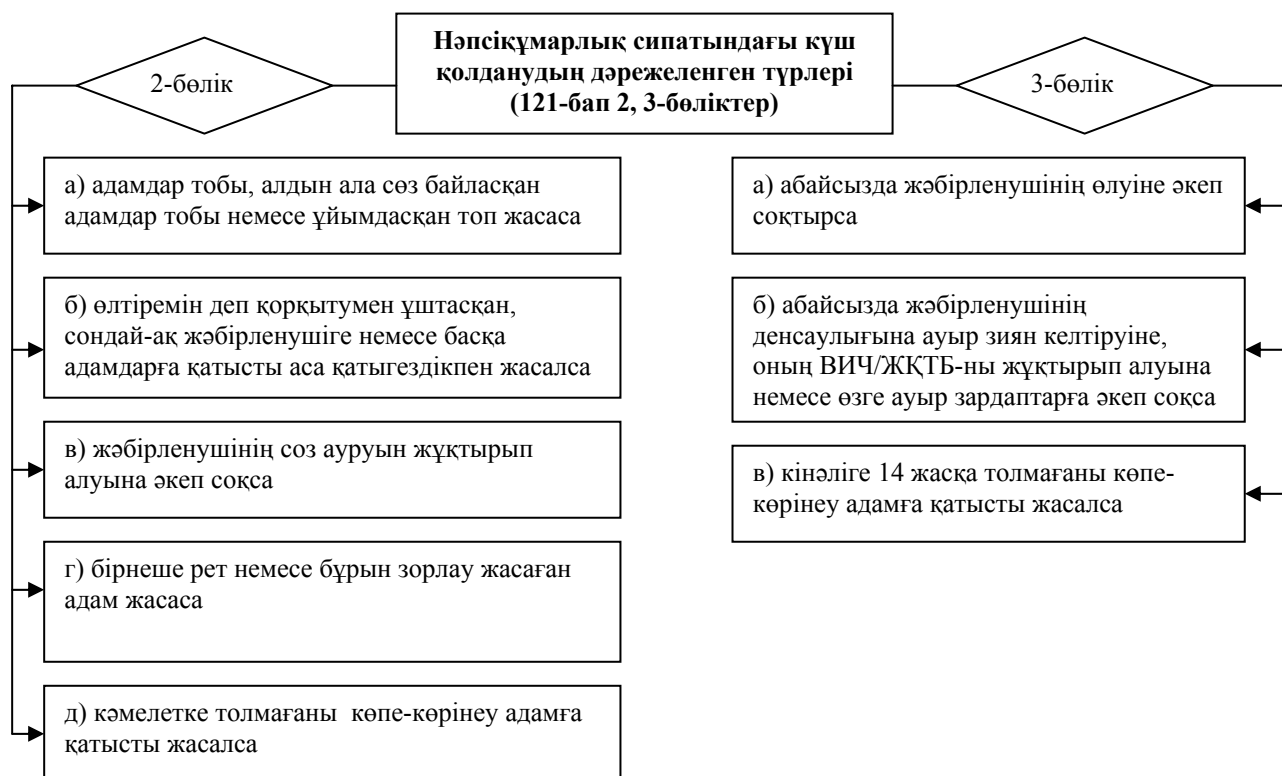 Нәпсіқұмарлық сипатындағы күш
қолданудың дәрежеленген түрлері
(121-бап 2, 3-бөліктер)
2-бөлік
3-бөлік
а) адамдар тобы, алдын ала сөз байласқан
адамдар тобы немесе ұйымдасқан топ жасаса
б) өлтіремін деп қорқытумен ұштасқан,
сондай-ақ жәбірленушіге немесе басқа
адамдарға қатысты аса қатыгездікпен жасалса
в) жәбірленушінің соз ауруын жұқтырып
алуына әкеп соқса
г) бірнеше рет немесе бұрын зорлау жасаған
адам жасаса
д) кәмелетке толмағаны көпе-көрінеу адамға
қатысты жасалса
а) абайсызда жәбірленушінің өлуіне әкеп
соқтырса
б) абайсызда жәбірленушінің
денсаулығына ауыр зиян келтіруіне,
оның ВИЧ/ЖҚТБ-ны жұқтырып алуына
немесе өзге ауыр зардаптарға әкеп соқса
в) кінәліге 14 жасқа толмағаны көпе-
көрінеу адамға қатысты жасалса